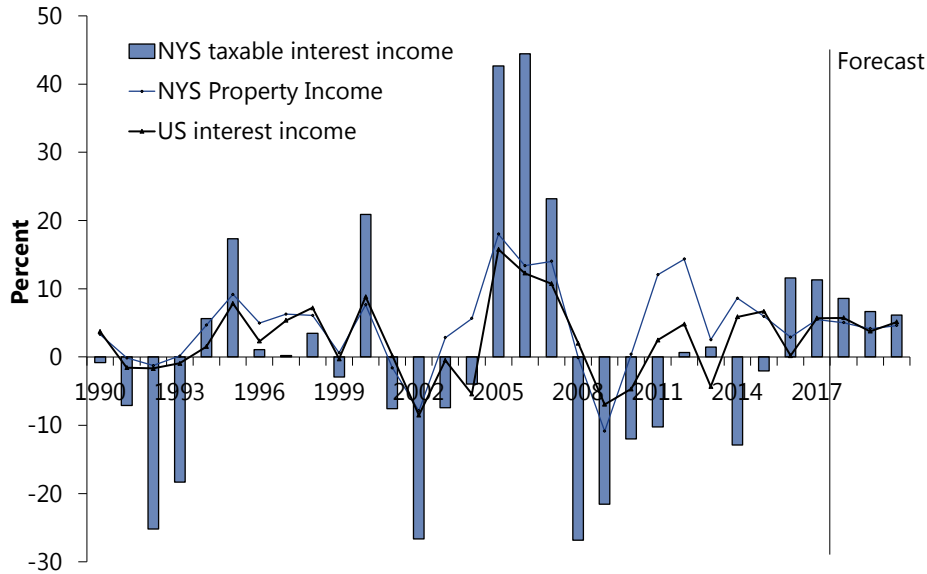 50
40
30
20
10
0
-10
-20
-30
Percent
NYS taxable interest income
NYS Property Income
US interest income
Forecast
1990 1993 1996 1999 2002 2005 2008 2011 2014 2017